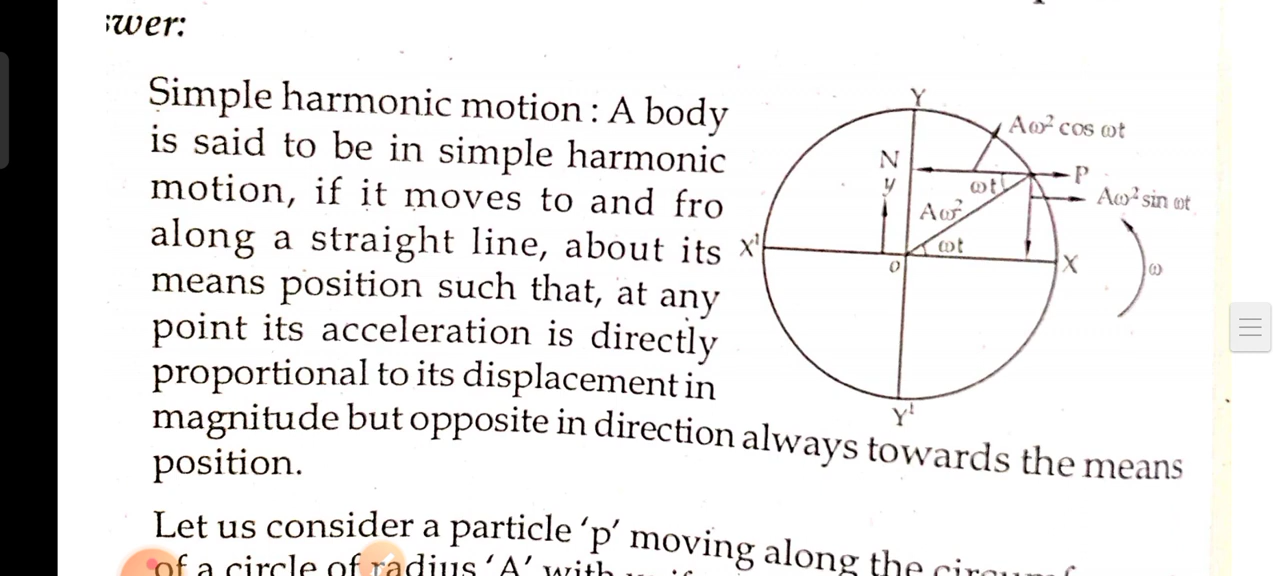 swer:
Simple harmonic motion : A body
is said to be in simple harmonic
motion, if it moves to and fro
along a straight line, about its
means position such that, at any
point its acceleration is directly
proportional to its displacement in
magnitude but opposite in direction always towards the means
position.
Let us consider a particle ‘p’ moving along the
of a circle of radius ‘A’ with
Y
Aω² cos ωt
N
P
y
ωt
Aω² sin ωt
Aω²
X'
ωt
O
X
ω
Y'